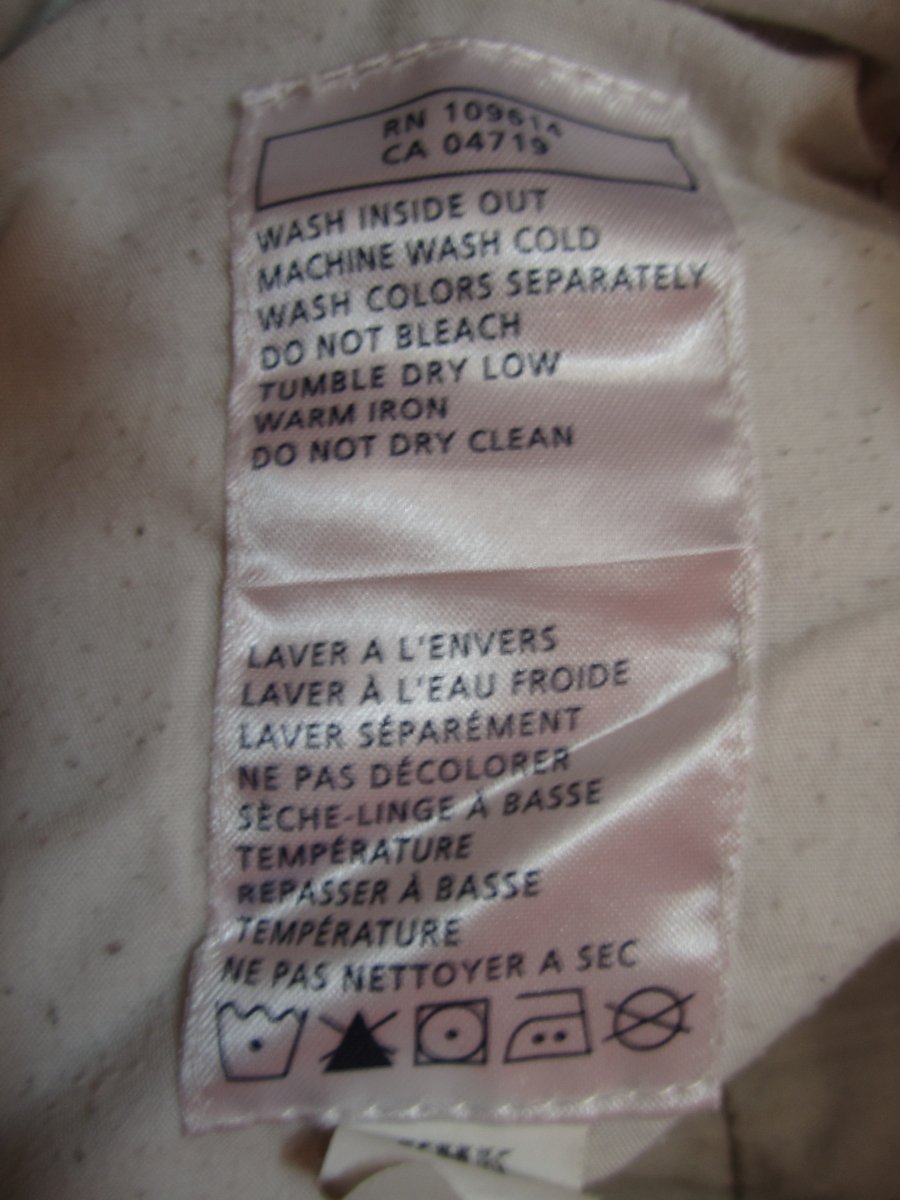 RN 109614
CA 04719
WASH INSIDE OUT
MACHINE WASH COLD
WASH COLORS SEPARATELY
DO NOT BLEACH
TUMBLE DRY LOW
WARM IRON
DO NOT DRY CLEAN
LAVER A L'ENVERS
LAVER À L'EAU FROIDE
LAVER SÉPARÉMENT
NE PAS DÉCOLORER
SÈCHE-LINGE À BASSE
TEMPÉRATURE
REPASSER À BASSE
TEMPÉRATURE
NE PAS NETTOYER A SEC